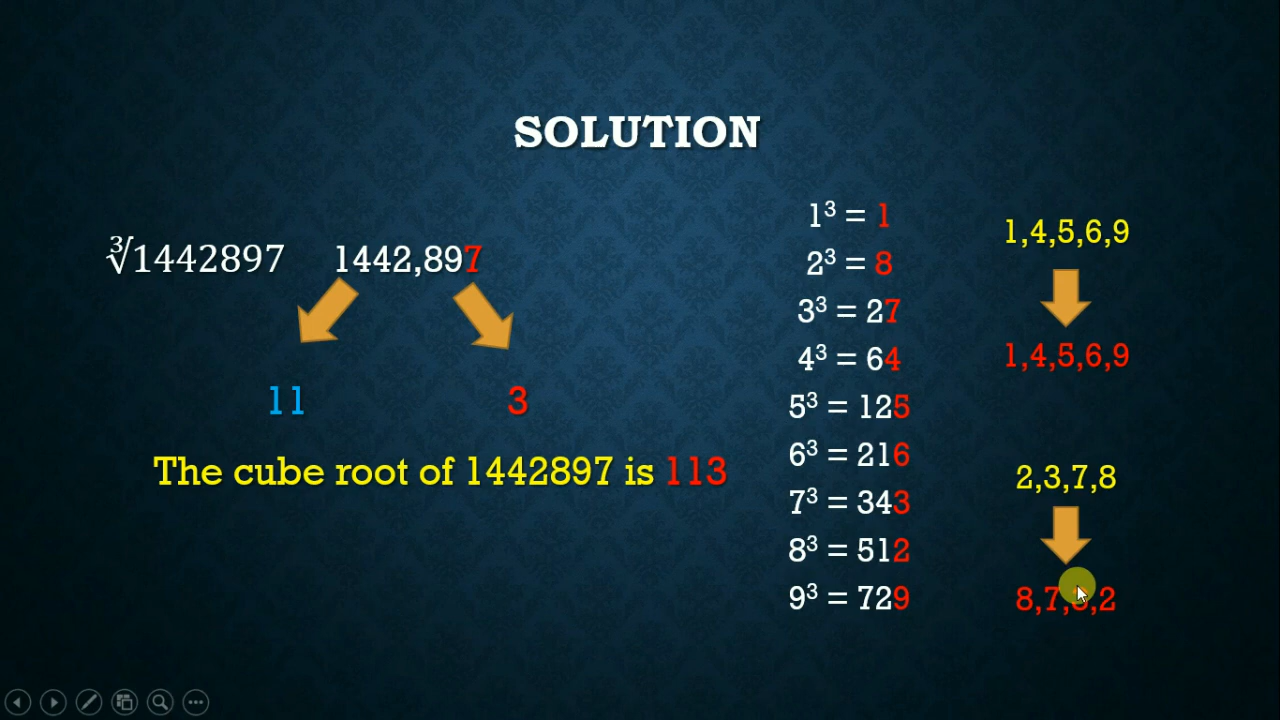 SOLUTION
∛1442897 1442,897
11 3
The cube root of 1442897 is 113
1³ = 1
2³ = 8
3³ = 27
4³ = 64
5³ = 125
6³ = 216
7³ = 343
8³ = 512
9³ = 729
1,4,5,6,9
1,4,5,6,9
2,3,7,8
8,7,3,2